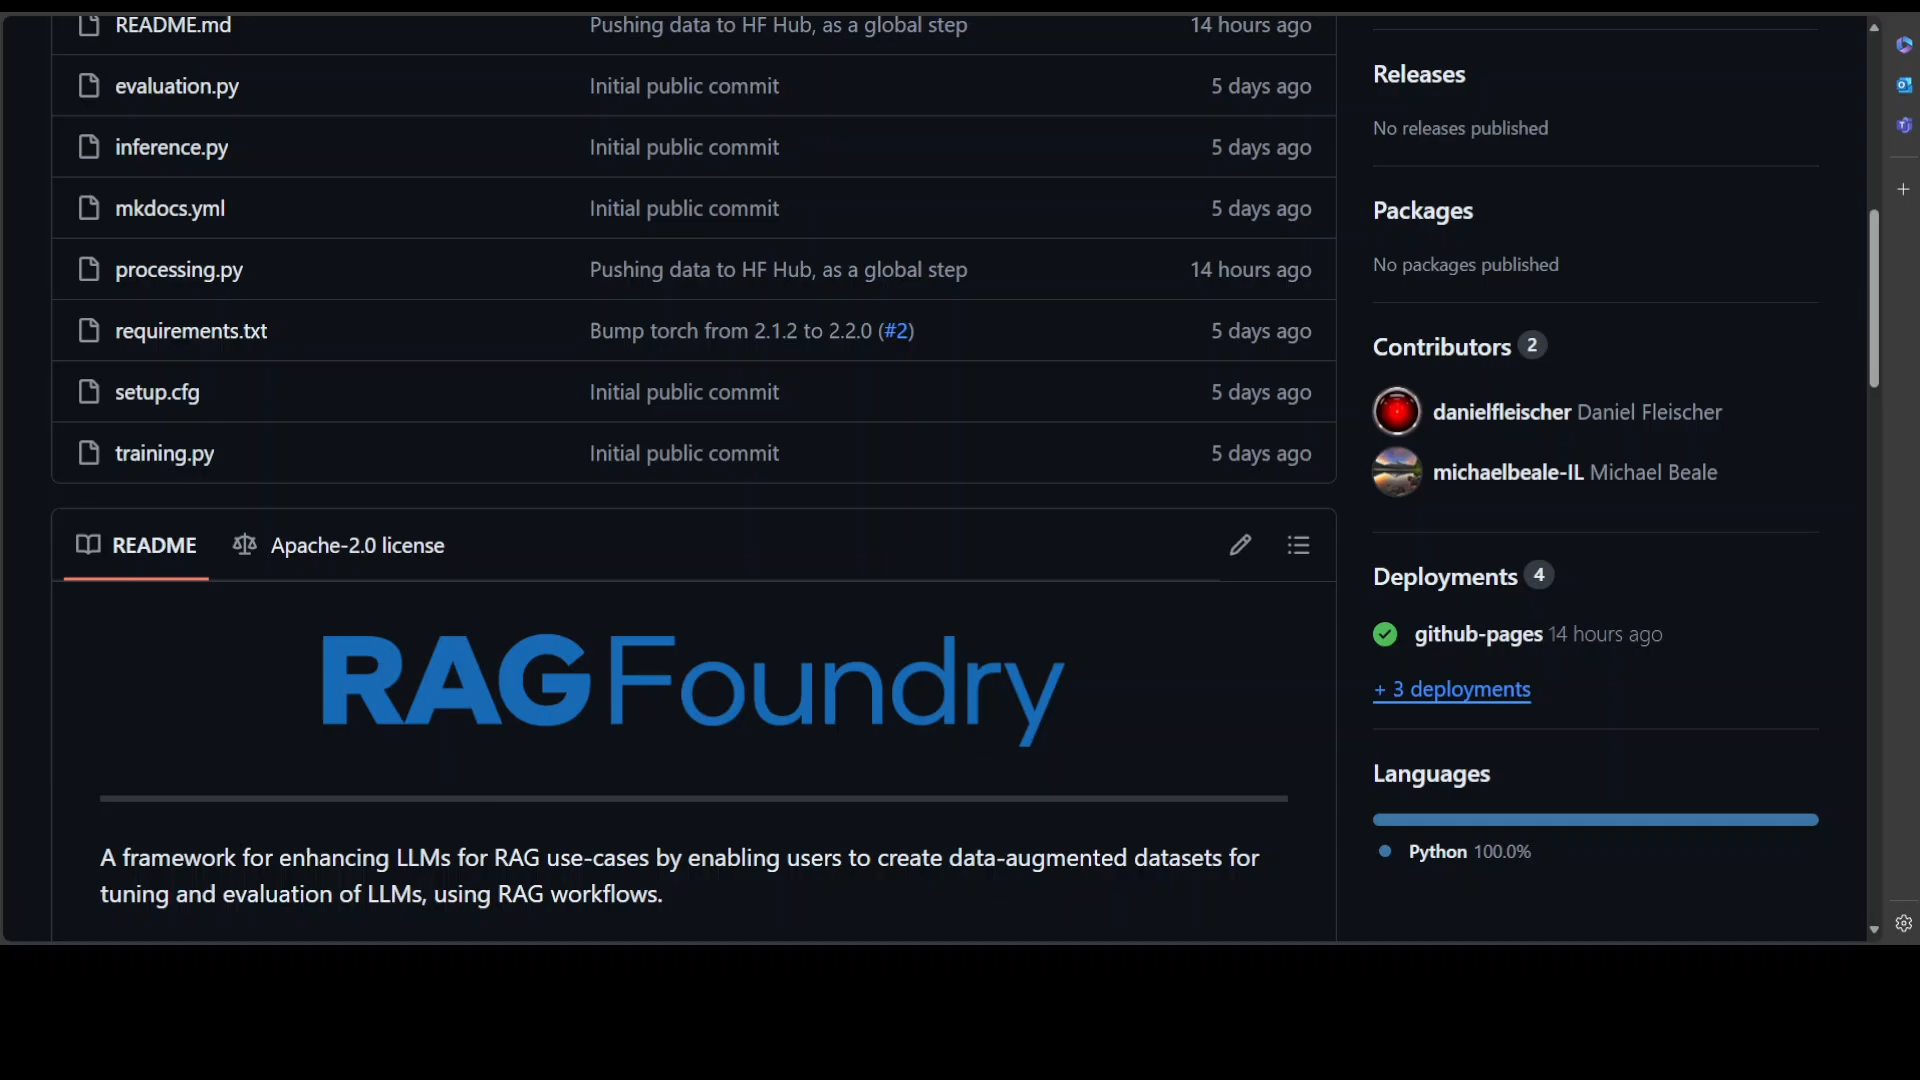 README.md Pushing data to HF Hub, as a global step 14 hours ago
evaluation.py Initial public commit 5 days ago
inference.py Initial public commit 5 days ago
mkdocs.yml Initial public commit 5 days ago
processing.py Pushing data to HF Hub, as a global step 14 hours ago
requirements.txt Bump torch from 2.1.2 to 2.2.0 (#2) 5 days ago
setup.cfg Initial public commit 5 days ago
training.py Initial public commit 5 days ago
README Apache-2.0 license
RAG Foundry
A framework for enhancing LLMs for RAG use-cases by enabling users to create data-augmented datasets for
tuning and evaluation of LLMs, using RAG workflows.
Releases
No releases published
Packages
No packages published
Contributors 2
danielfleischer Daniel Fleischer
michaelbeale-IL Michael Beale
Deployments 4
github-pages 14 hours ago
+ 3 deployments
Languages
Python 100.0%